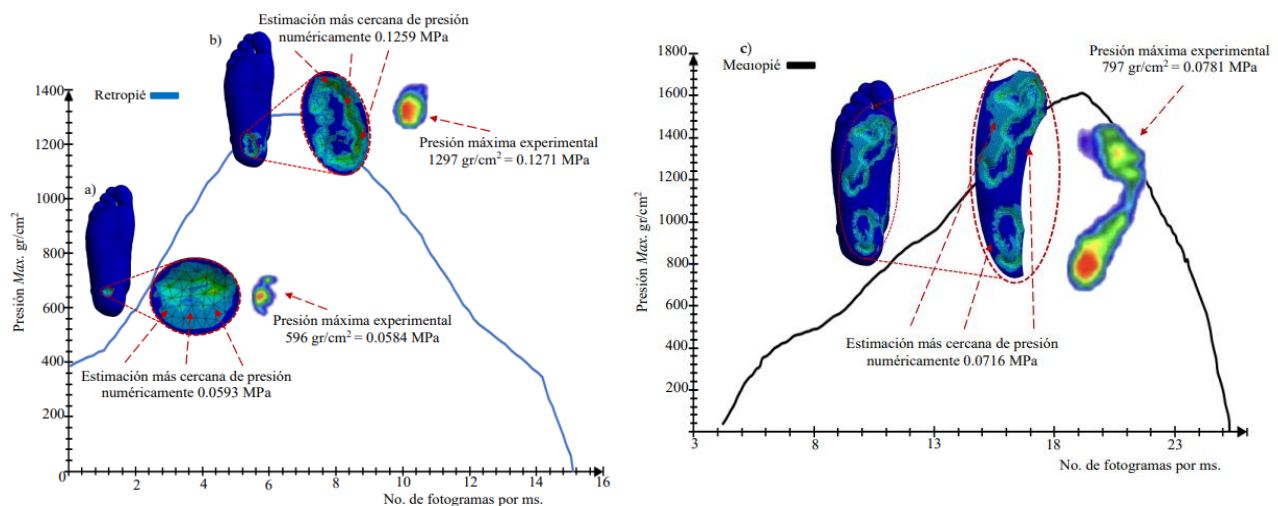 Estimación más cercana de presión
numéricamente 0.1259 MPa
b)
Retropié
Presión máxima experimental
1297 gr/cm² = 0.1271 MPa
a)
Presión máxima experimental
596 gr/cm² = 0.0584 MPa
Estimación más cercana de presión
numéricamente 0.0593 MPa
Presión Max. gr/cm²
1400
1200
1000
800
600
400
200
0
0 2 4 6 8 10 12 14 16
No. de fotogramas por ms.
c)
Presión máxima experimental
797 gr/cm² = 0.0781 MPa
Estimación más cercana de presión
numéricamente 0.0716 MPa
Presión Max. gr/cm²
1800
1600
1400
1200
1000
800
600
400
200
3 8 13 18 23
No. de fotogramas por ms.